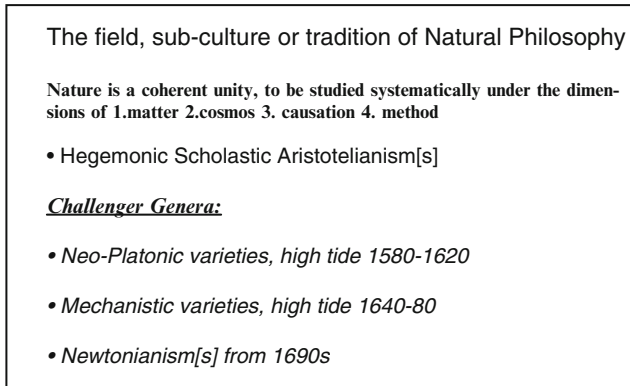 The field, sub-culture or tradition of Natural Philosophy
Nature is a coherent unity, to be studied systematically under the dimen-
sions of 1.matter 2.cosmos 3. causation 4. method
• Hegemonic Scholastic Aristotelianism[s]
Challenger Genera:
• Neo-Platonic varieties, high tide 1580-1620
• Mechanistic varieties, high tide 1640-80
• Newtonianism[s] from 1690s